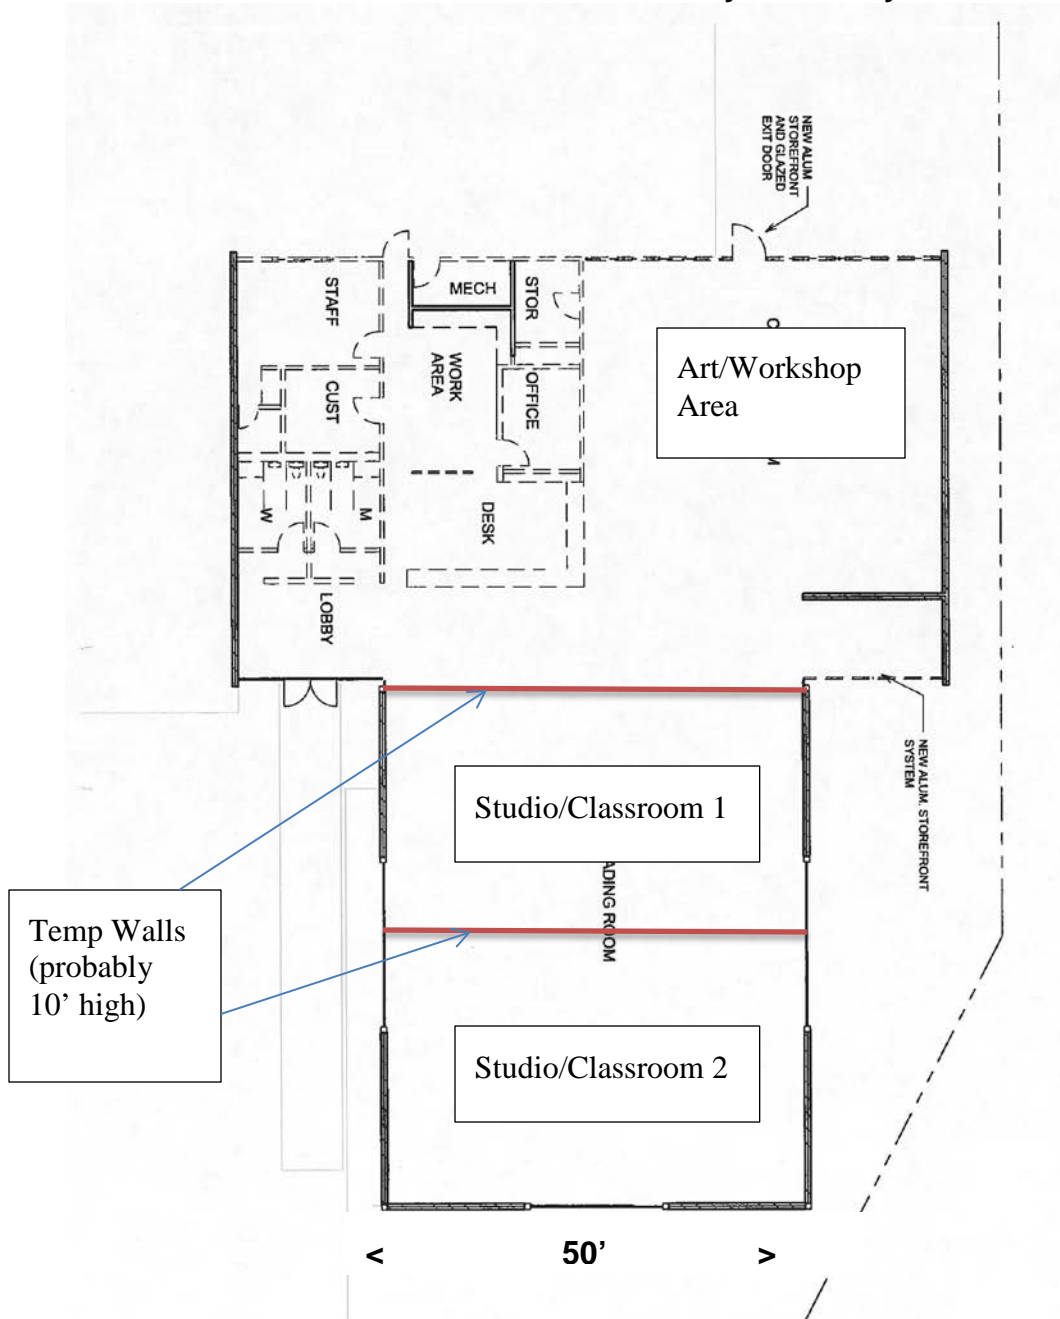 NEW ALUM
STOREFRONT
AND GLAZED
EXIT DOOR
MECH
STOR
STAFF
WORK
AREA
OFFICE
CUST
Art/Workshop
Area
DESK
W
M
LOBBY
NEW ALUM. STOREFRONT
SYSTEM
Studio/Classroom 1
ADING ROOM
Temp Walls
(probably
10’ high)
Studio/Classroom 2
< 50’ >